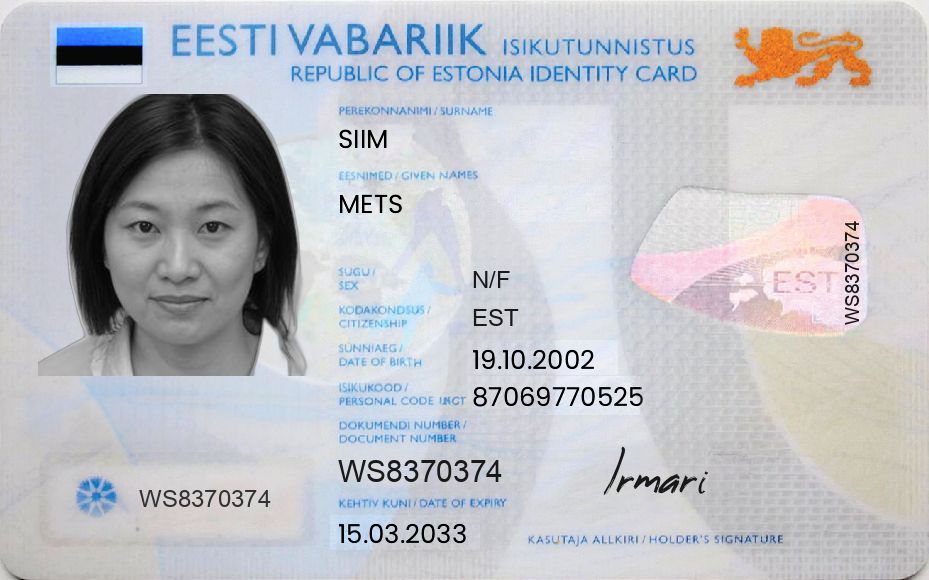 EESTI VABARIIK ISIKUTUNNISTUS
REPUBLIC OF ESTONIA IDENTITY CARD
PEREKONNANIMI / SURNAME
SIIM
EESNIMED / GIVEN NAMES
METS
SUGU /
SEX
N/F
KODAKONDSUS /
CITIZENSHIP
EST
SÜNNIAEG /
DATE OF BIRTH
19.10.2002
ISIKUKOOD /
PERSONAL CODE
87069770525
DOKUMENDI NUMBER /
DOCUMENT NUMBER
WS8370374
KEHTIV KUNI / DATE OF EXPIRY
15.03.2033
WS8370374
EST
WS8370374
Irmari
KASUTAJA ALLKIRI / HOLDER'S SIGNATURE